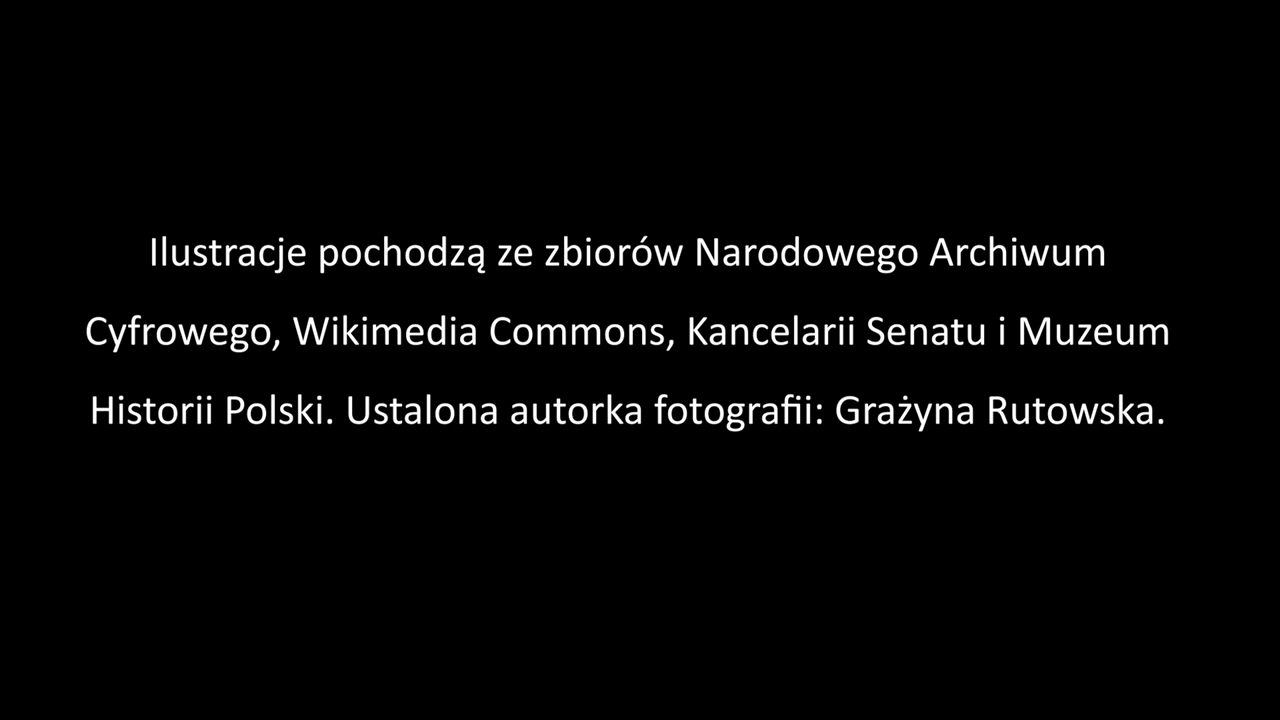 Ilustracje pochodzą ze zbiorów Narodowego Archiwum
Cyfrowego, Wikimedia Commons, Kancelarii Senatu i Muzeum
Historii Polski. Ustalona autorka fotografii: Grażyna Rutowska.